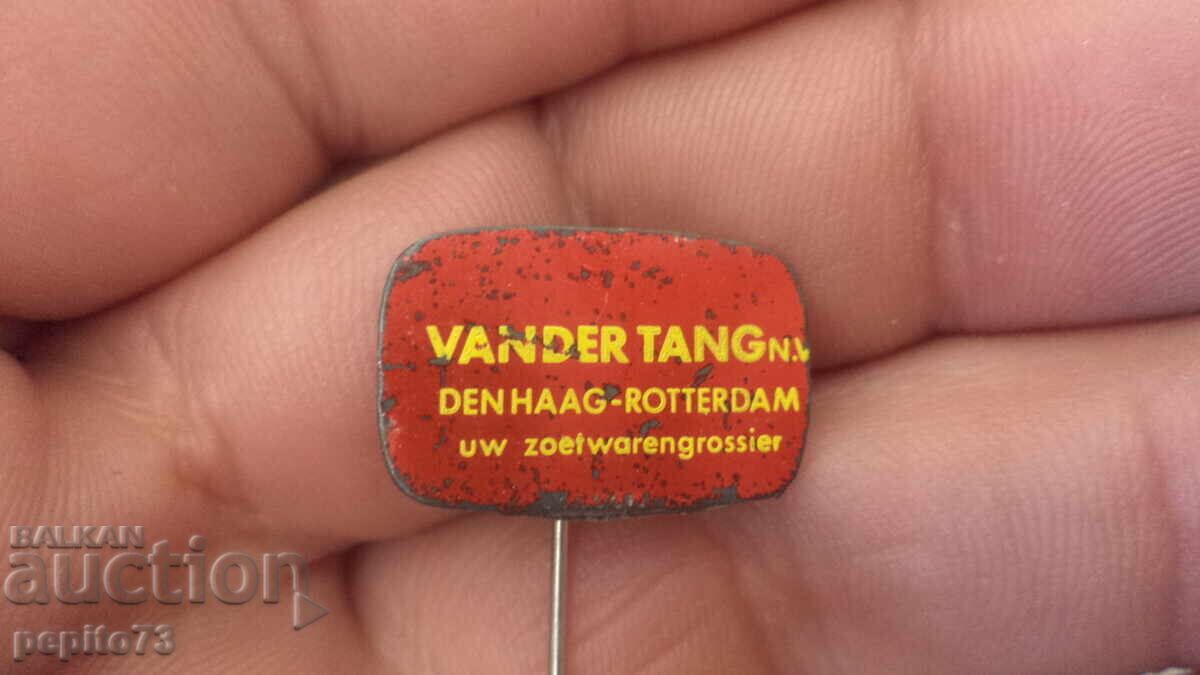 VANDER TANG N.V
DEN HAAG-ROTTERDAM
uw zoetwarengrossier
BALKAN
auction
pepito73